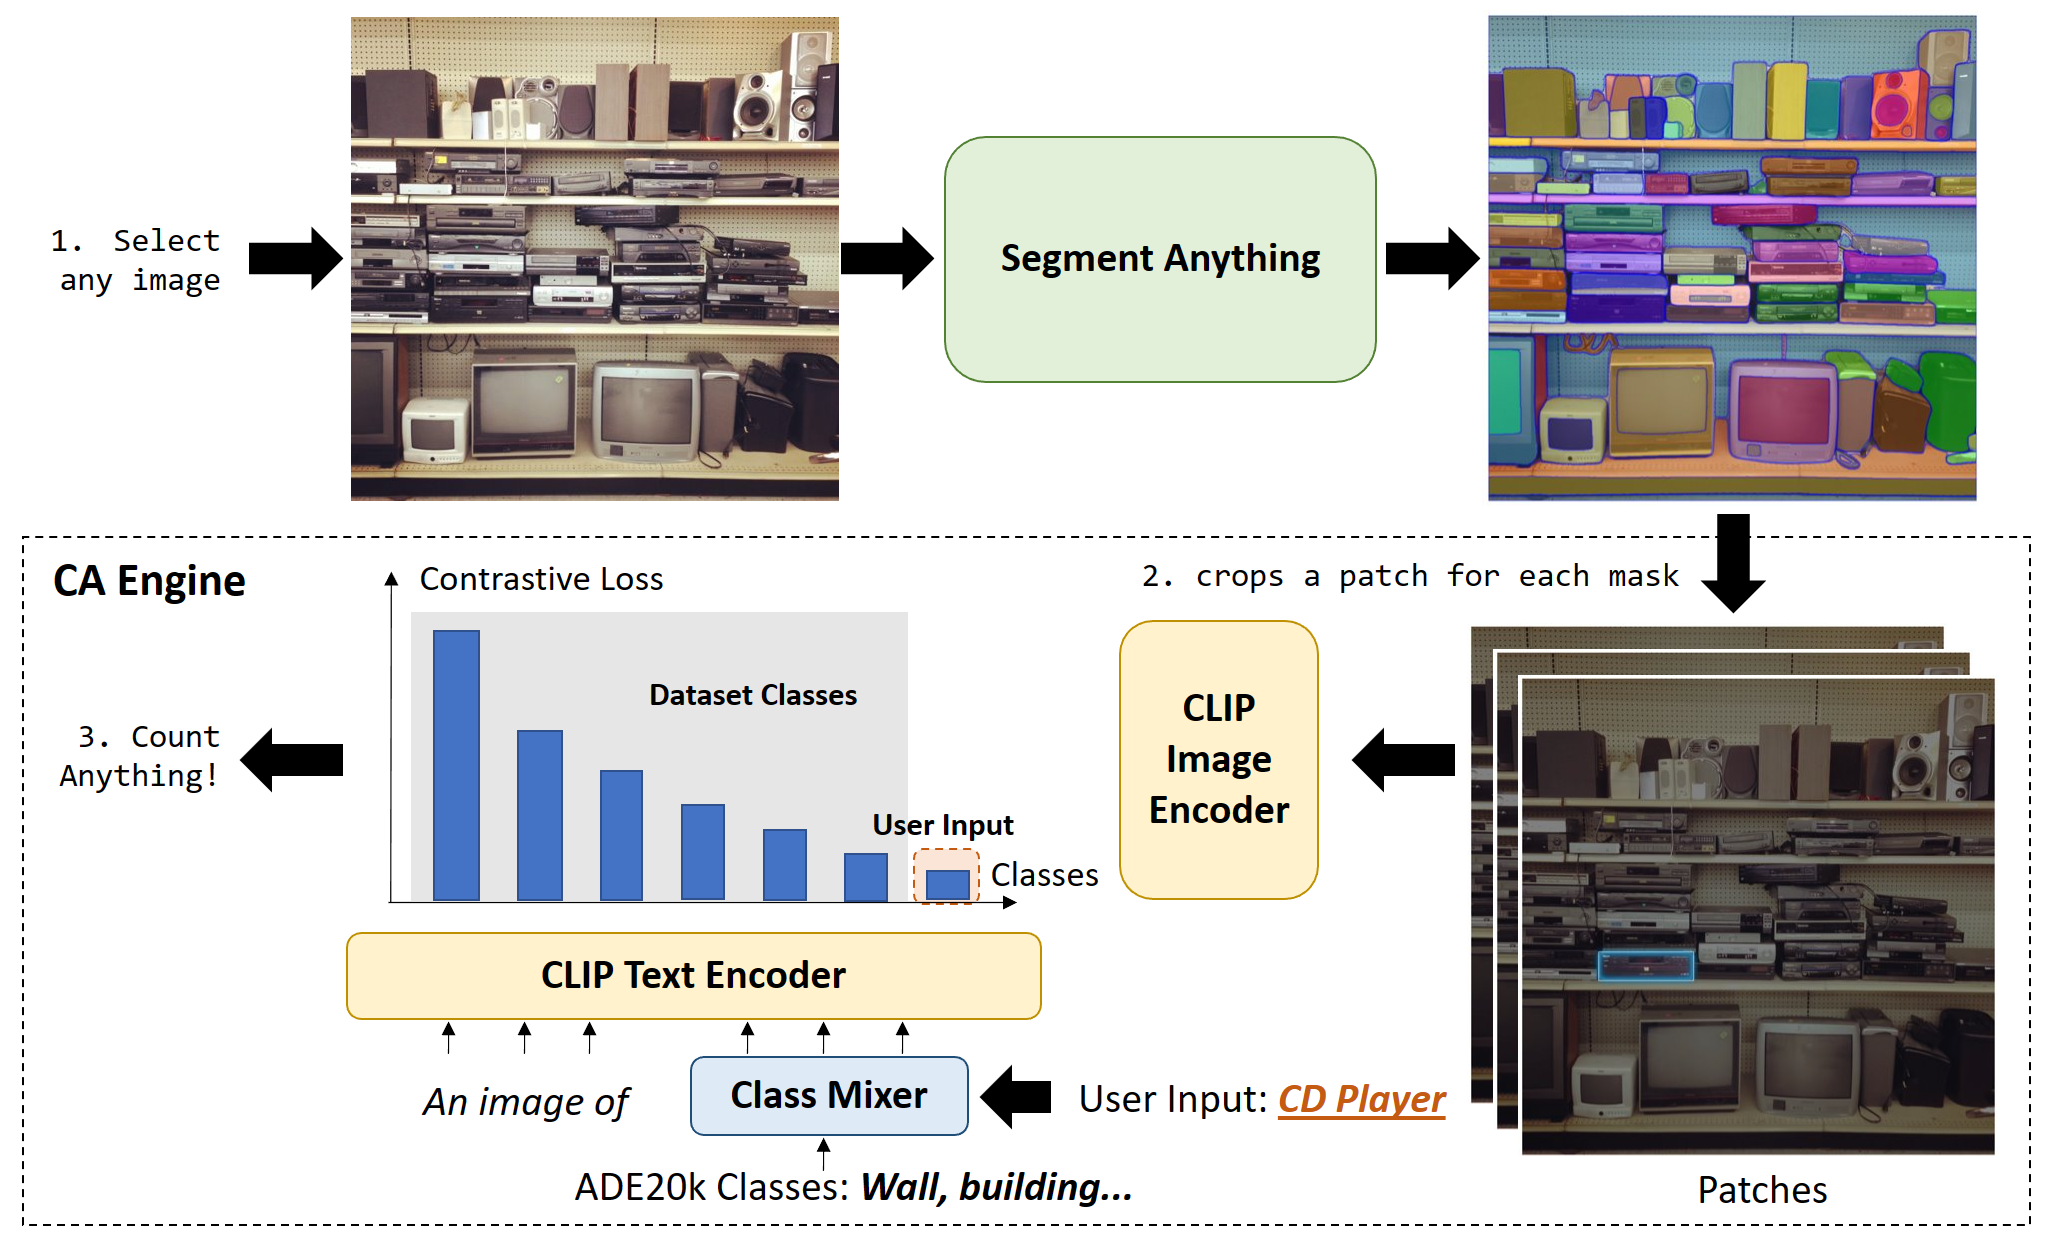 1. Select
any image
Segment Anything
CA Engine
2. crops a patch for each mask
Contrastive Loss
Dataset Classes
User Input
Classes
3. Count
Anything!
CLIP
Image
Encoder
CLIP Text Encoder
An image of
Class Mixer
User Input: CD Player
ADE20k Classes: Wall, building...
Patches